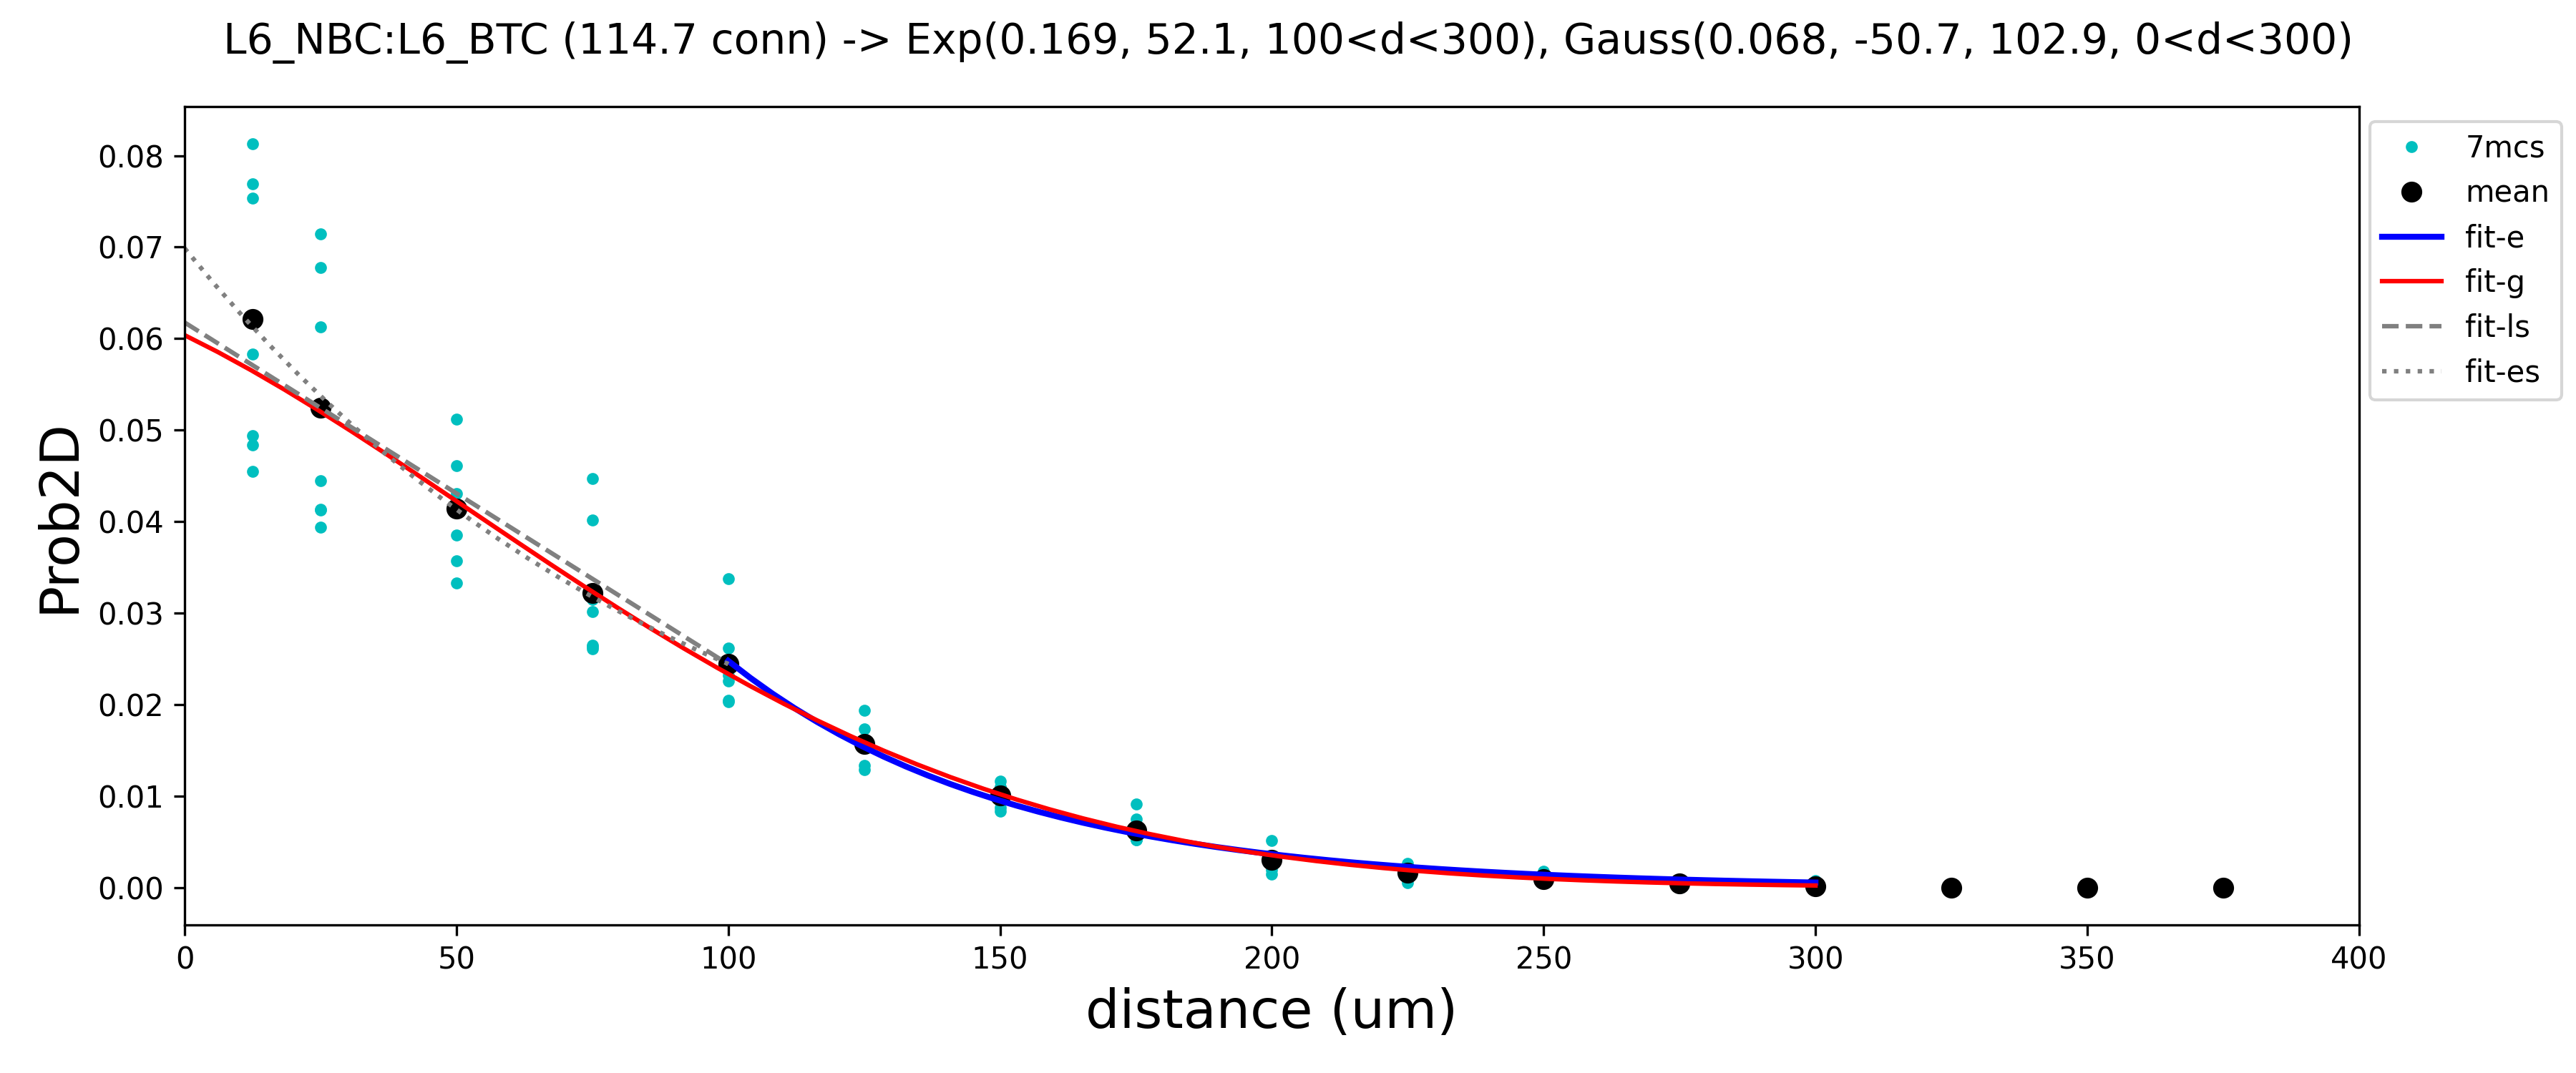 L6_NBC:L6_BTC (114.7 conn) -> Exp(0.169, 52.1, 100<d<300), Gauss(0.068, -50.7, 102.9, 0<d<300)
7mcs
mean
fit-e
fit-g
fit-ls
fit-es
Prob2D
0.08
0.07
0.06
0.05
0.04
0.03
0.02
0.01
0.00
0 50 100 150 200 250 300 350 400
distance (um)